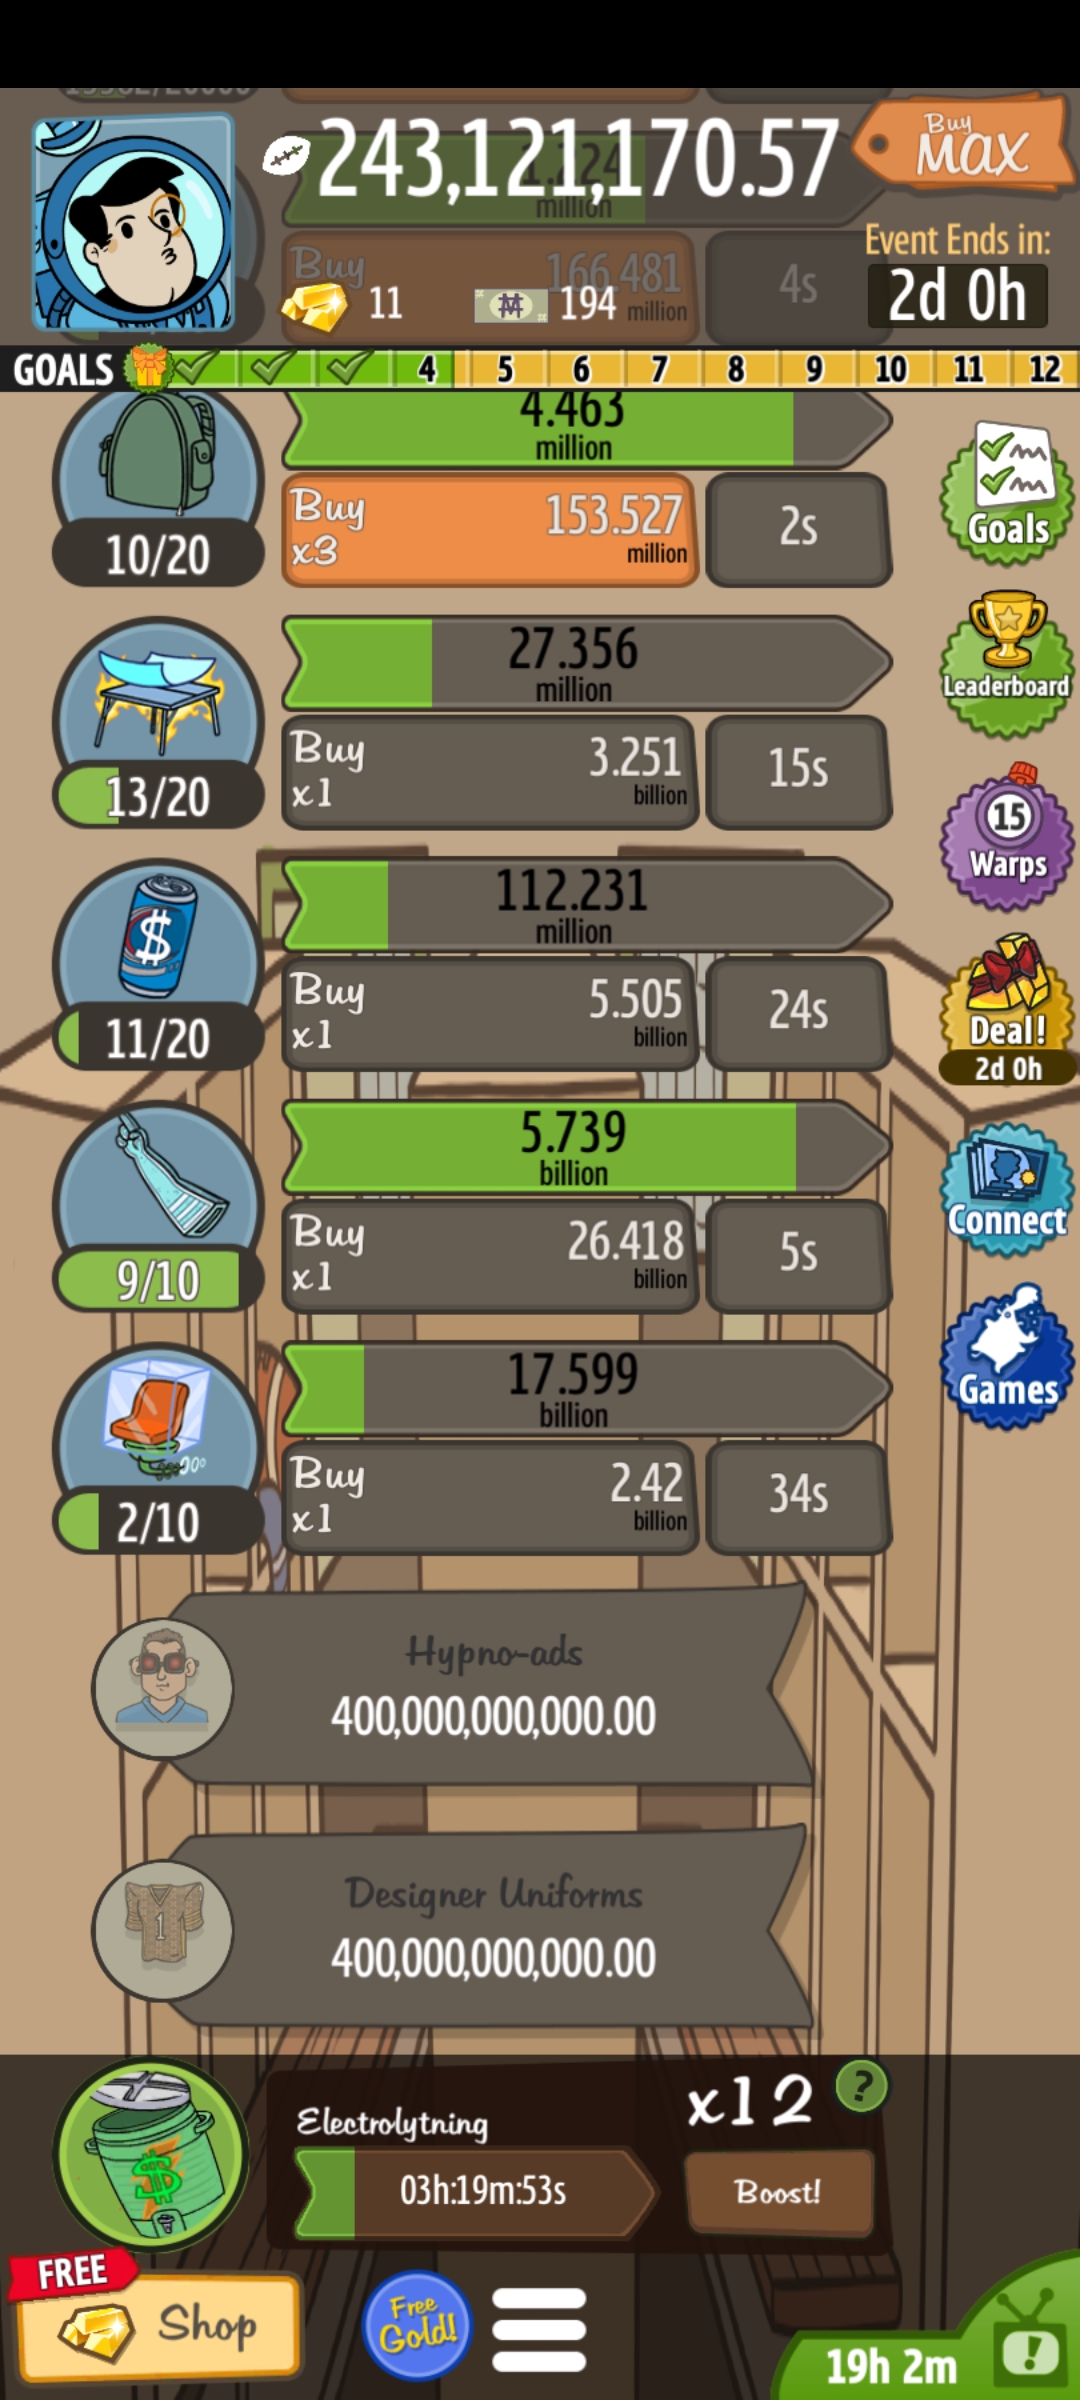 243,121,170.57
Buy
MAX
million
Buy
166.481
million
4s
11
194
Event Ends in:
2d 0h
GOALS
4
5
6
7
8
9
10
11
12
4.463
million
10/20
Buy
x3
153.527
million
2s
Goals
27.356
million
13/20
Buy
x1
3.251
billion
15s
Leaderboard
15
Warps
112.231
million
11/20
Buy
x1
5.505
billion
24s
Deal!
2d 0h
5.739
billion
9/10
Buy
x1
26.418
billion
5s
Connect
17.599
billion
2/10
Buy
x1
2.42
billion
34s
Games
Hypno-ads
400,000,000,000.00
Designer Uniforms
1
400,000,000,000.00
Electrolytning
03h:19m:53s
x12
?
Boost!
FREE
Shop
Free
Gold!
19h 2m